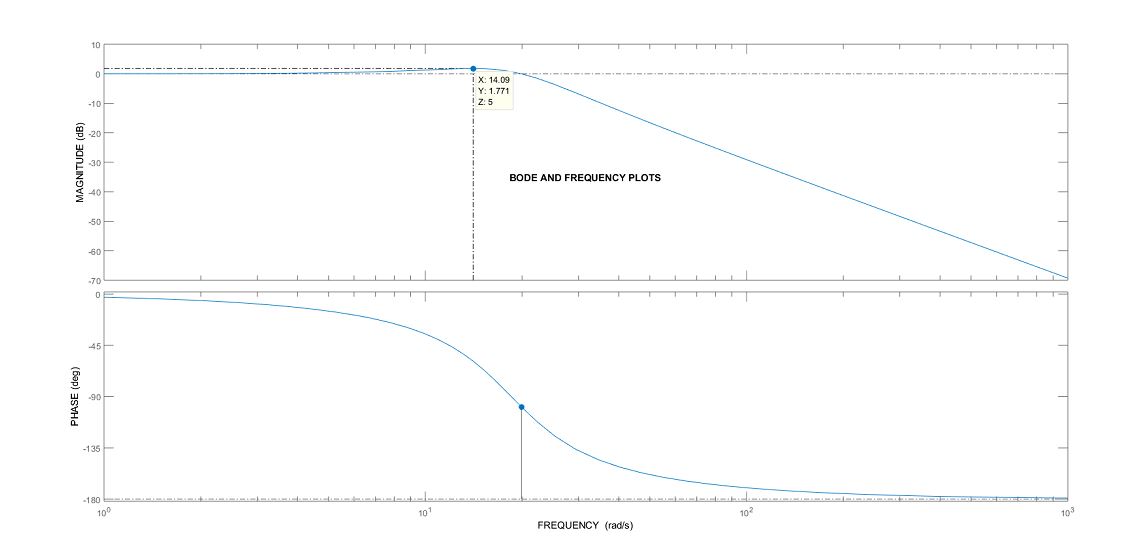 10
0
-10
-20
-30
-40
-50
-60
-70
MAGNITUDE (dB)
X: 14.09
Y: 1.771
Z: 5
BODE AND FREQUENCY PLOTS
0
-45
-90
-135
-180
PHASE (deg)
10^0
10^1
10^2
10^3
FREQUENCY (rad/s)